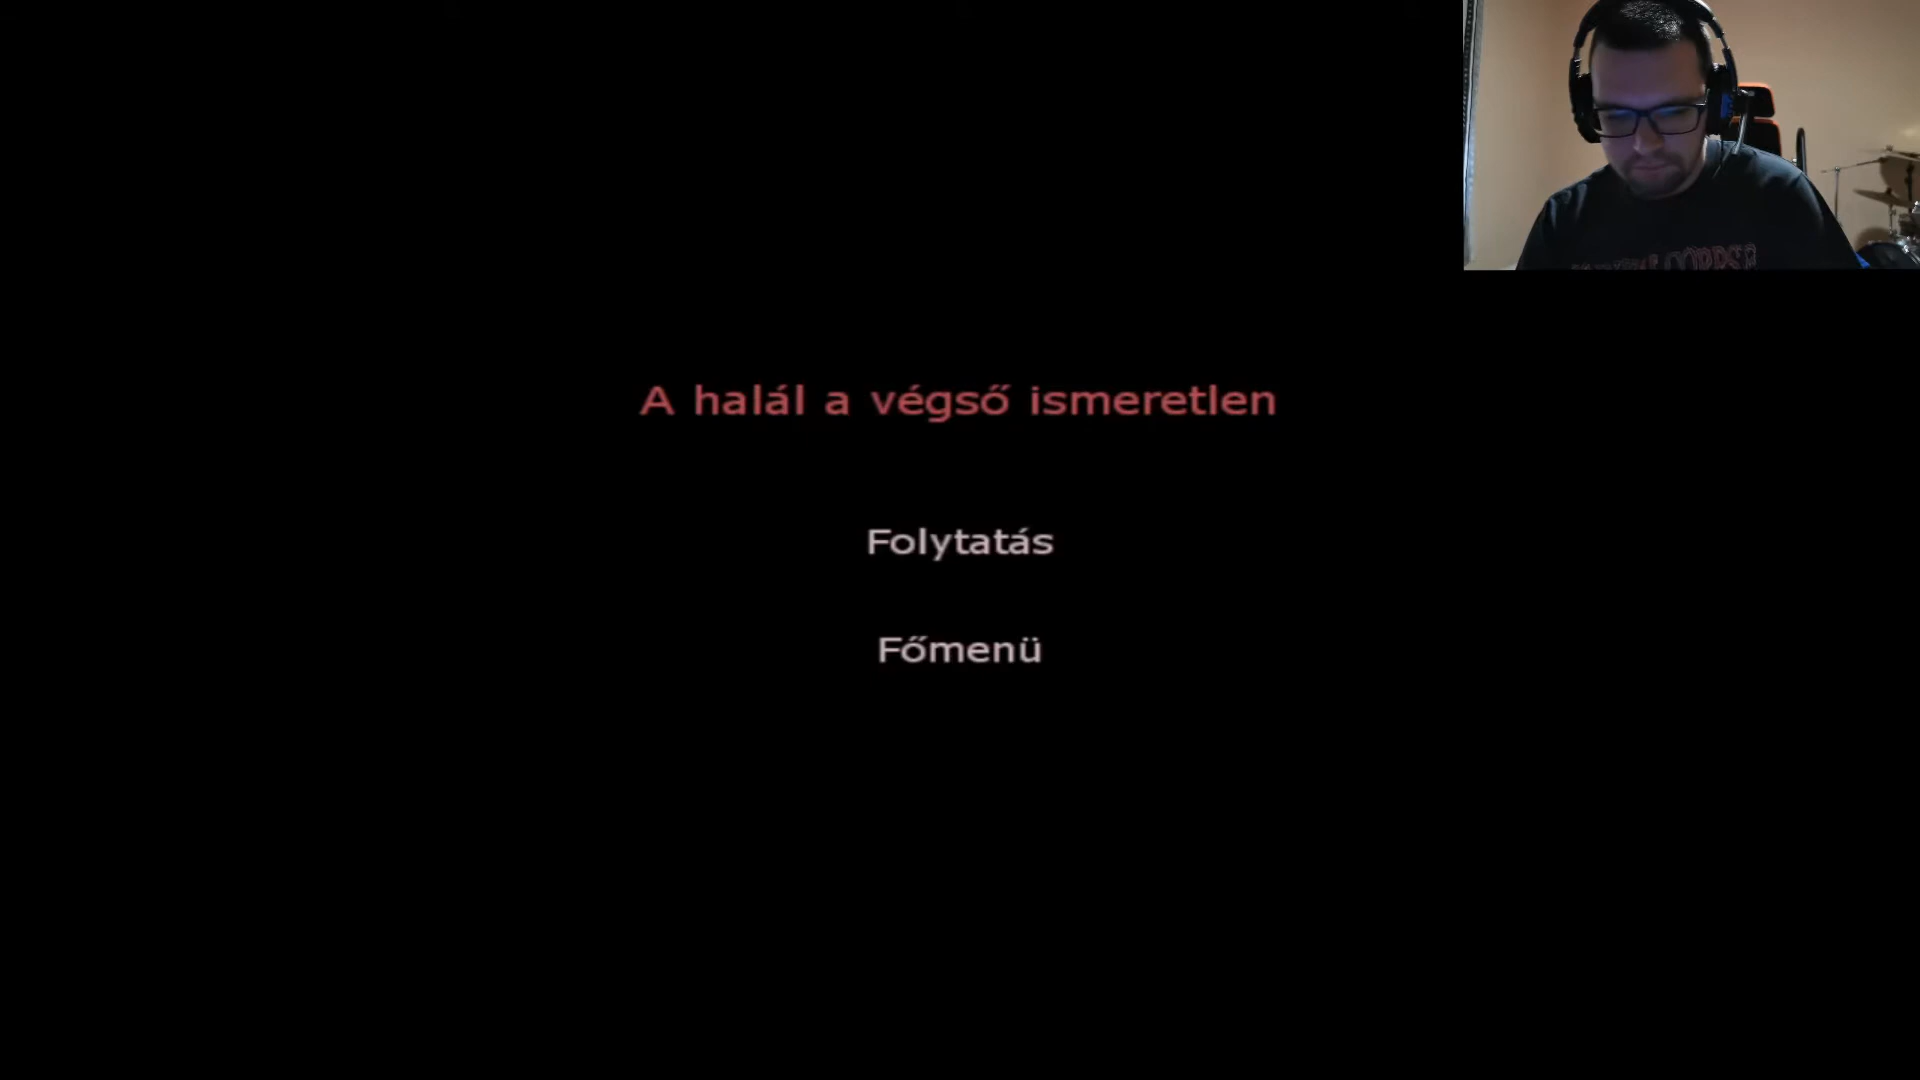 A halál a végső ismeretlen
Folytatás
Főmenü